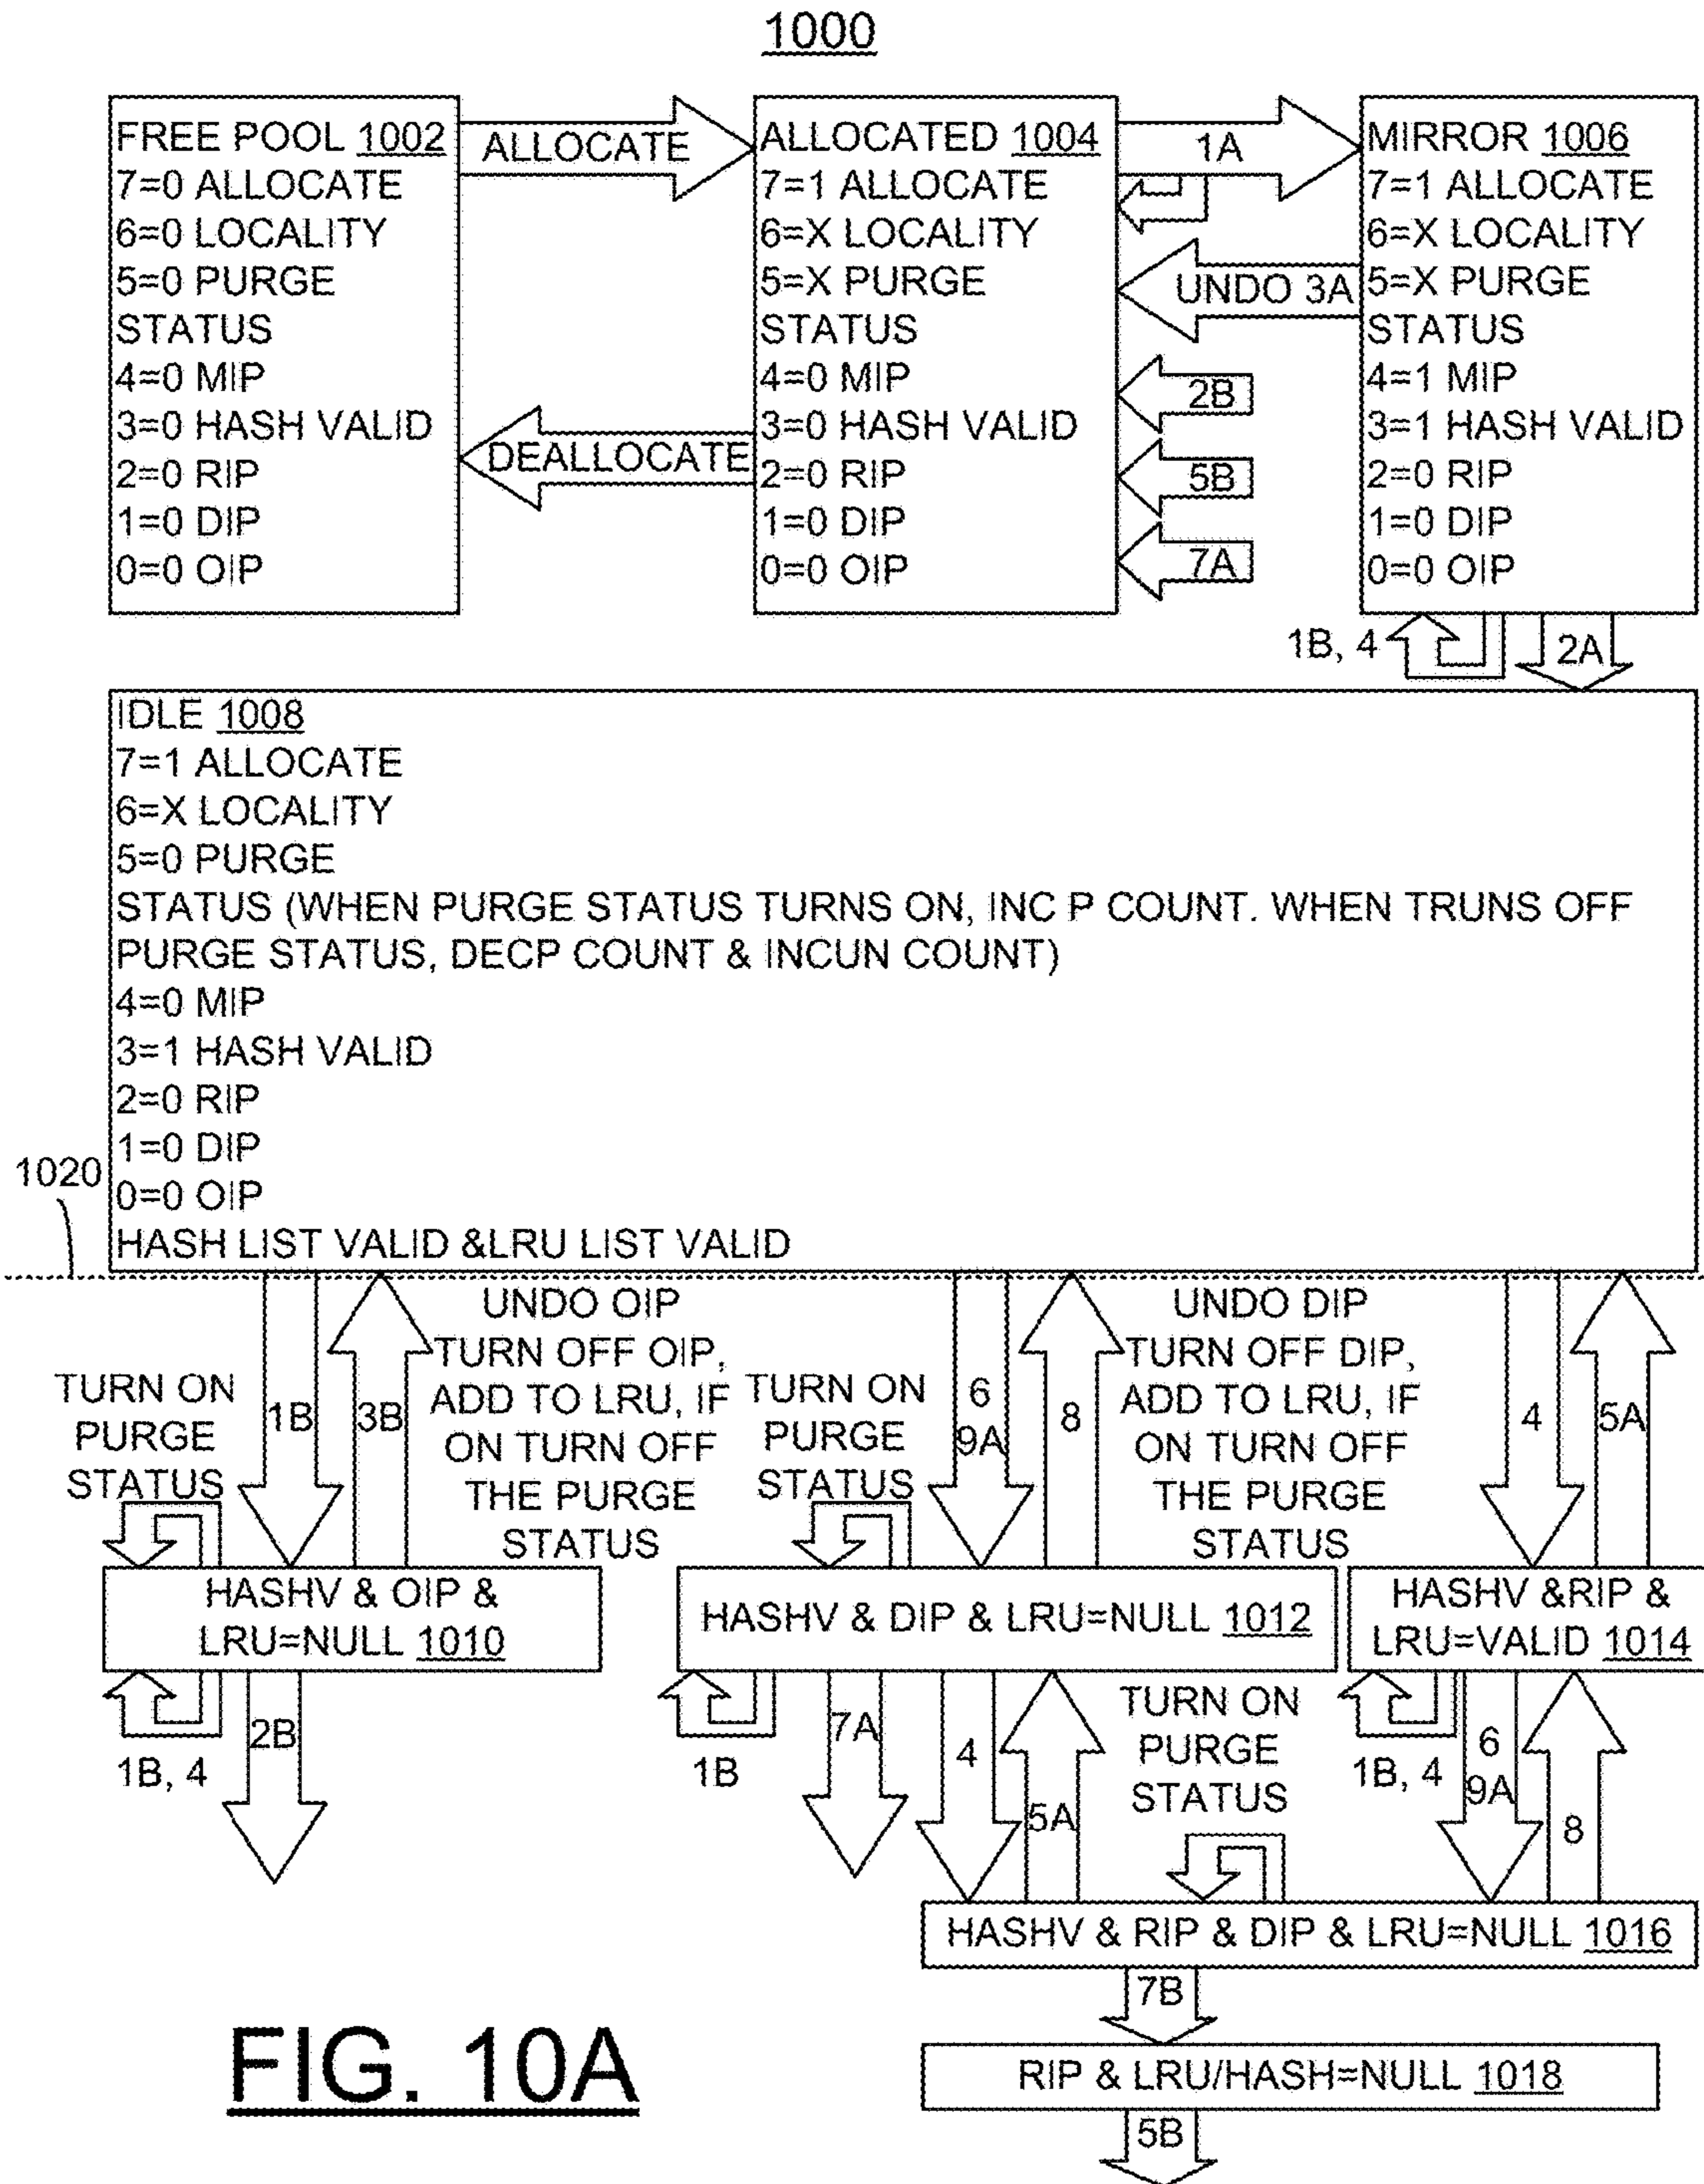 1000
FREE POOL 1002
7=0 ALLOCATE
6=0 LOCALITY
5=0 PURGE
STATUS
4=0 MIP
3=0 HASH VALID
2=0 RIP
1=0 DIP
0=0 OIP
ALLOCATE
DEALLOCATE
ALLOCATED 1004
7=1 ALLOCATE
6=X LOCALITY
5=X PURGE
STATUS
4=0 MIP
3=0 HASH VALID
2=0 RIP
1=0 DIP
0=0 OIP
1A
UNDO 3A
2B
5B
7A
MIRROR 1006
7=1 ALLOCATE
6=X LOCALITY
5=X PURGE
STATUS
4=1 MIP
3=1 HASH VALID
2=0 RIP
1=0 DIP
0=0 OIP
1B, 4
2A
IDLE 1008
7=1 ALLOCATE
6=X LOCALITY
5=0 PURGE
STATUS (WHEN PURGE STATUS TURNS ON, INC P COUNT. WHEN TRUNS OFF
PURGE STATUS, DECP COUNT & INCUN COUNT)
4=0 MIP
3=1 HASH VALID
2=0 RIP
1=0 DIP
0=0 OIP
HASH LIST VALID &LRU LIST VALID
1020
TURN ON
PURGE
STATUS
1B
3B
UNDO OIP
TURN OFF OIP,
ADD TO LRU, IF
ON TURN OFF
THE PURGE
STATUS
TURN ON
PURGE
STATUS
6
9A
8
UNDO DIP
TURN OFF DIP,
ADD TO LRU, IF
ON TURN OFF
THE PURGE
STATUS
4
5A
HASHV & OIP &
LRU=NULL 1010
HASHV & DIP & LRU=NULL 1012
HASHV &RIP &
LRU=VALID 1014
1B, 4
2B
1B
7A
4
5A
TURN ON
PURGE
STATUS
1B, 4
6
9A
8
HASHV & RIP & DIP & LRU=NULL 1016
7B
RIP & LRU/HASH=NULL 1018
5B
FIG. 10A